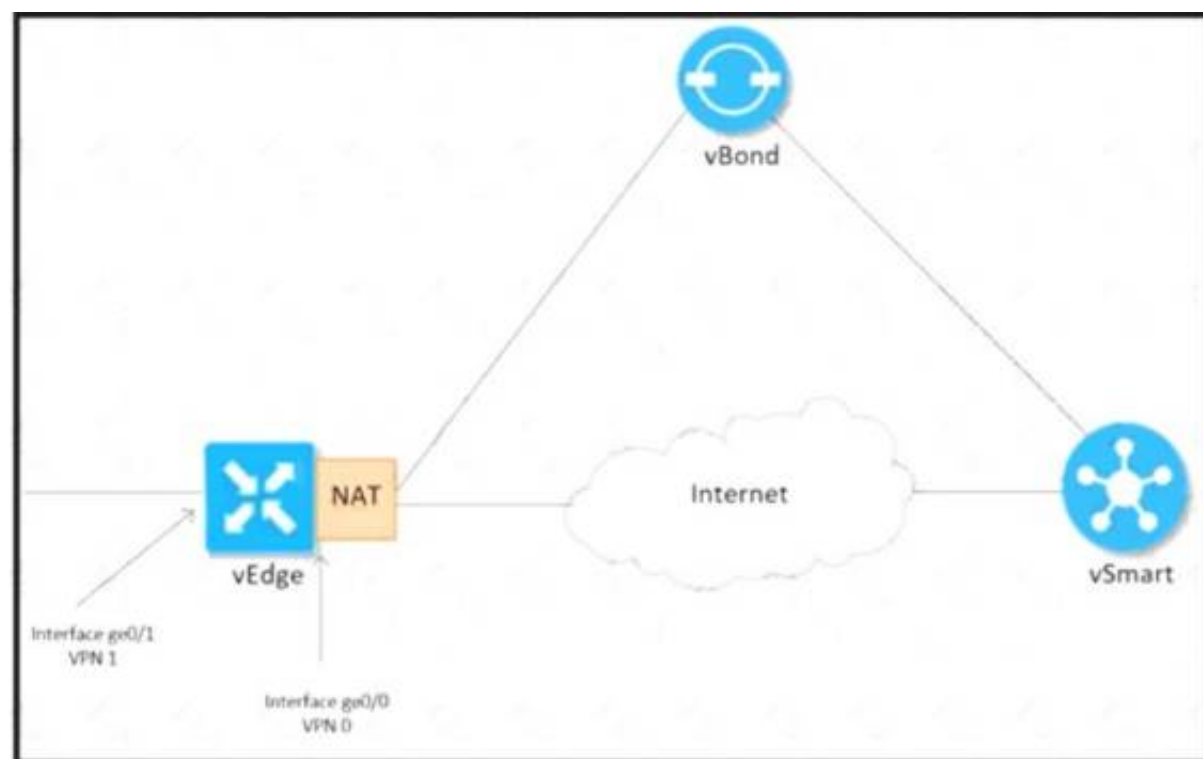 vBond
NAT
Internet
vEdge
vSmart
Interface ge0/1
VPN 1
Interface ge0/0
VPN 0